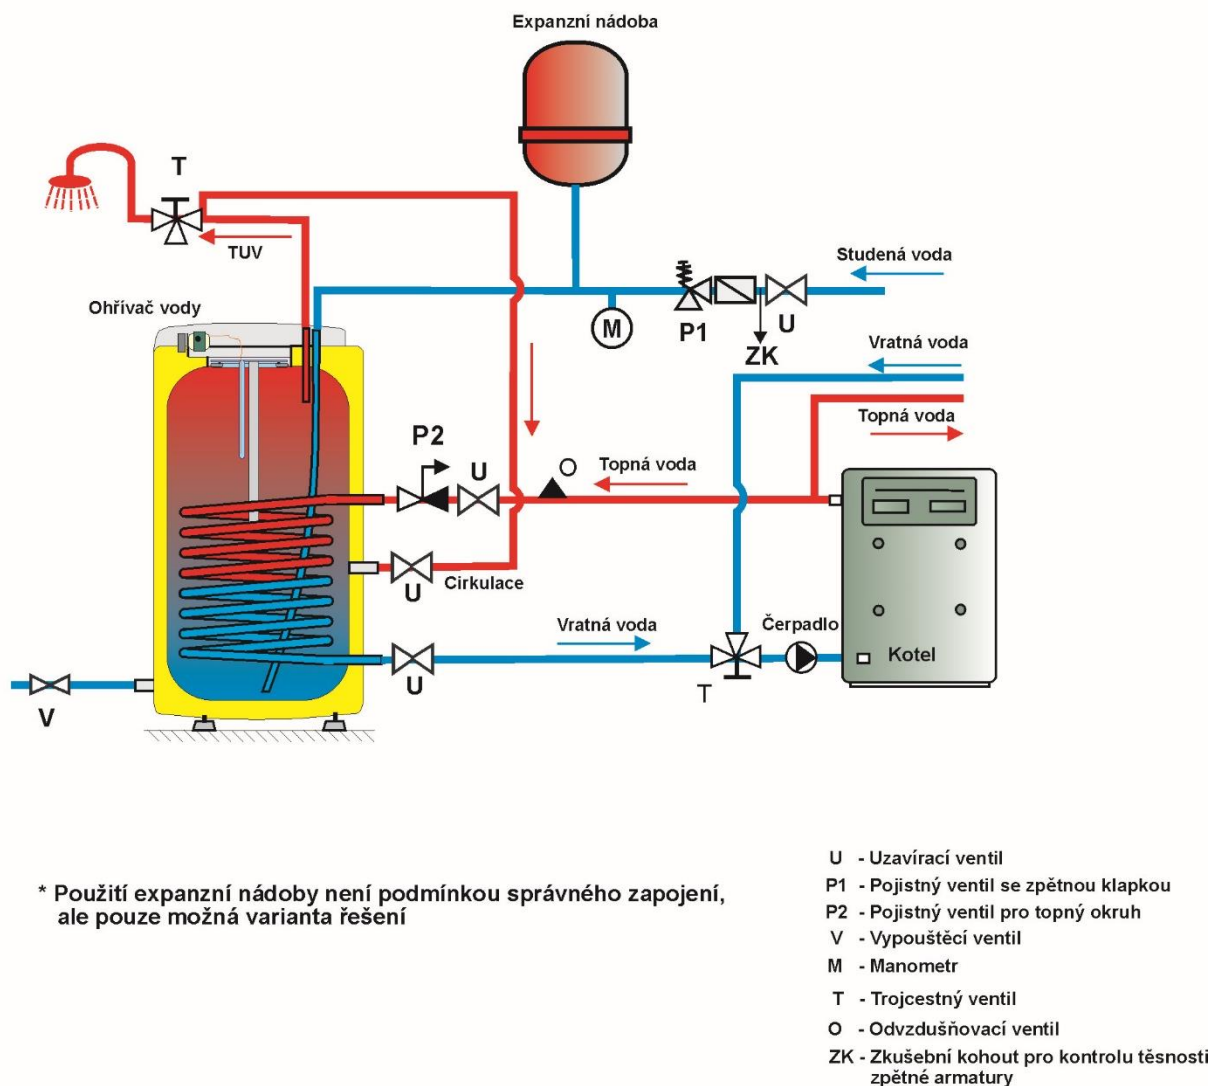 Expanzní nádoba
T
TUV
Studená voda
Ohřívač vody
M
P1
U
ZK
Vratná voda
Topná voda
P2
U
O
Topná voda
U
Cirkulace
Vratná voda
Čerpadlo
Kotel
U
T
V
* Použití expanzní nádoby není podmínkou správného zapojení,
ale pouze možná varianta řešení
U - Uzavírací ventil
P1 - Pojistný ventil se zpětnou klapkou
P2 - Pojistný ventil pro topný okruh
V - Vypouštěcí ventil
M - Manometr
T - Trojcestný ventil
O - Odvzdušňovací ventil
ZK - Zkušební kohout pro kontrolu těsnosti
zpětné armatury